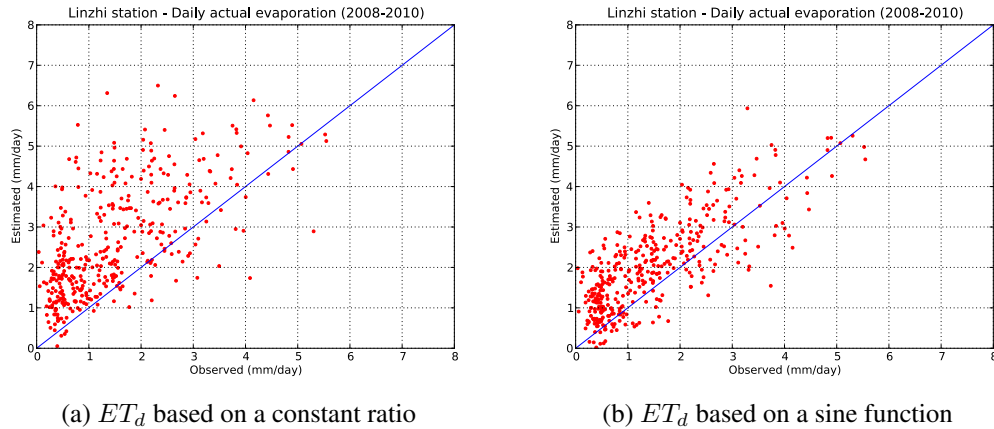 Linzhi station - Daily actual evaporation (2008-2010)
8
7
6
5
4
3
2
1
0
Estimated (mm/day)
0 1 2 3 4 5 6 7 8
Observed (mm/day)
(a) ET_d based on a constant ratio
Linzhi station - Daily actual evaporation (2008-2010)
8
7
6
5
4
3
2
1
0
Estimated (mm/day)
0 1 2 3 4 5 6 7 8
Observed (mm/day)
(b) ET_d based on a sine function